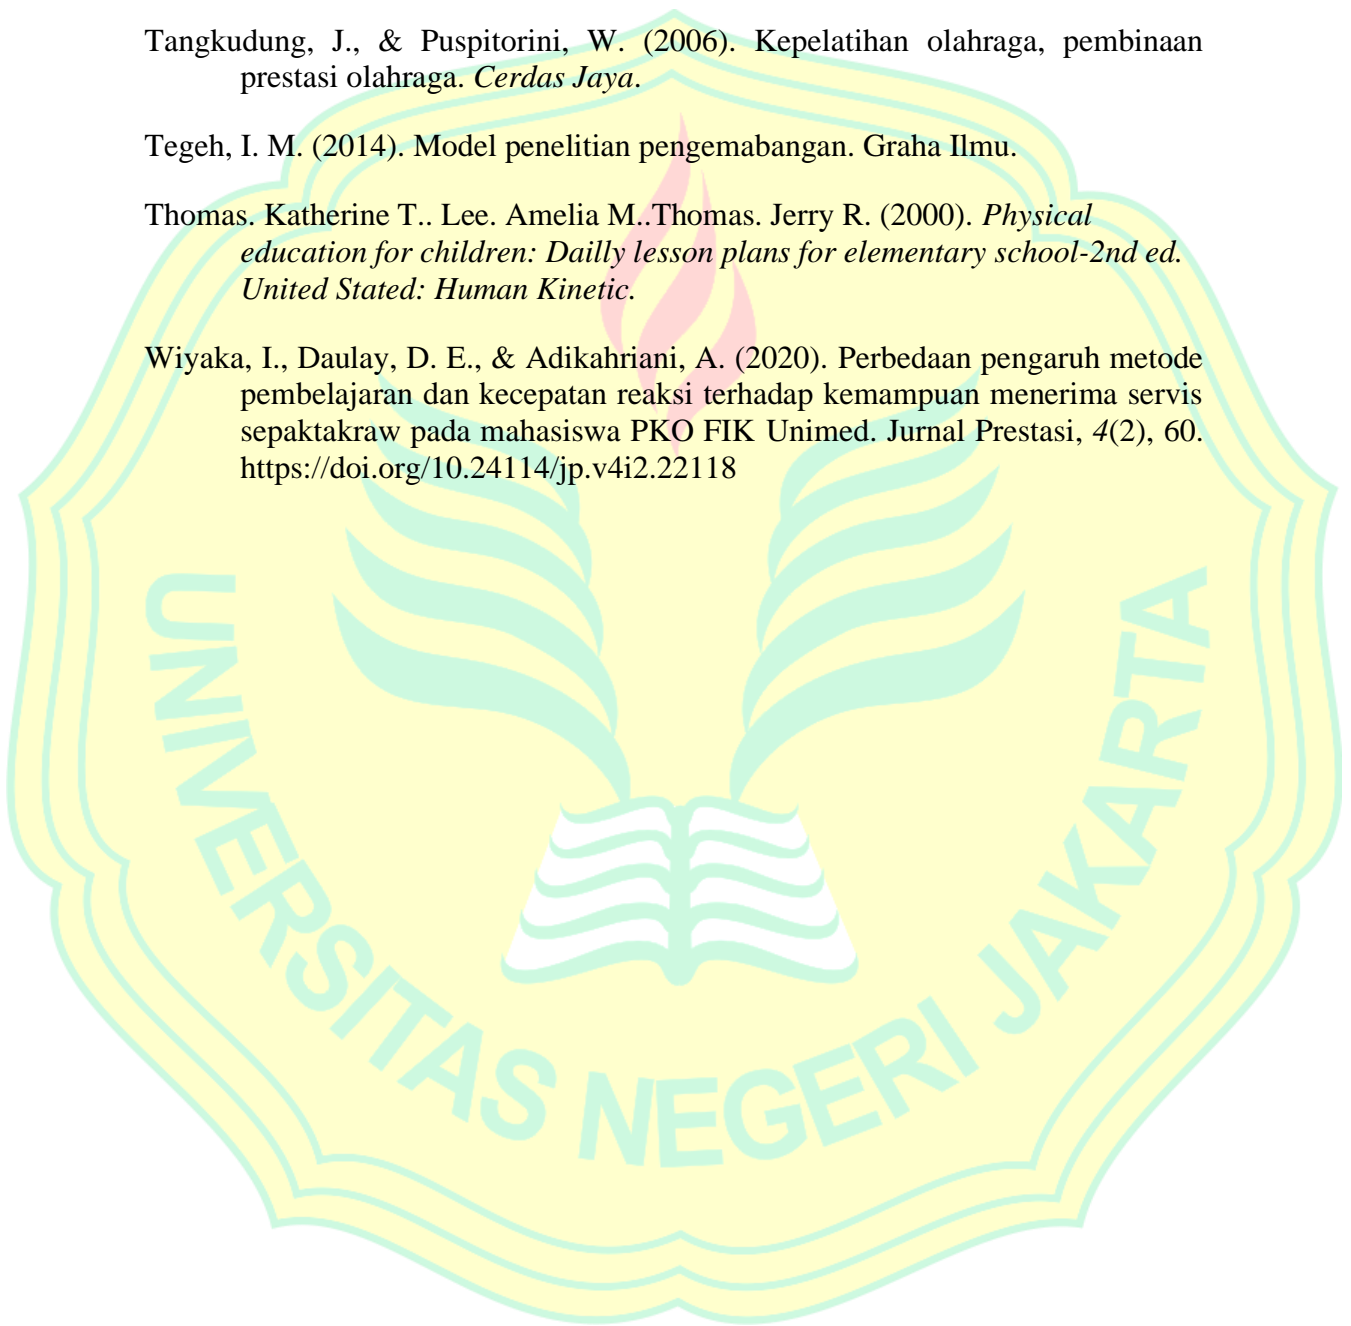 Tangkudung, J., & Puspitorini, W. (2006). Kepelatihan olahraga, pembinaan
prestasi olahraga. Cerdas Jaya.
Tegeh, I. M. (2014). Model penelitian pengemabangan. Graha Ilmu.
Thomas. Katherine T.. Lee. Amelia M..Thomas. Jerry R. (2000). Physical
education for children: Dailly lesson plans for elementary school-2nd ed.
United Stated: Human Kinetic.
Wiyaka, I., Daulay, D. E., & Adikahriani, A. (2020). Perbedaan pengaruh metode
pembelajaran dan kecepatan reaksi terhadap kemampuan menerima servis
sepaktakraw pada mahasiswa PKO FIK Unimed. Jurnal Prestasi, 4(2), 60.
https://doi.org/10.24114/jp.v4i2.22118
UNIVERSITAS NEGERI JAKARTA